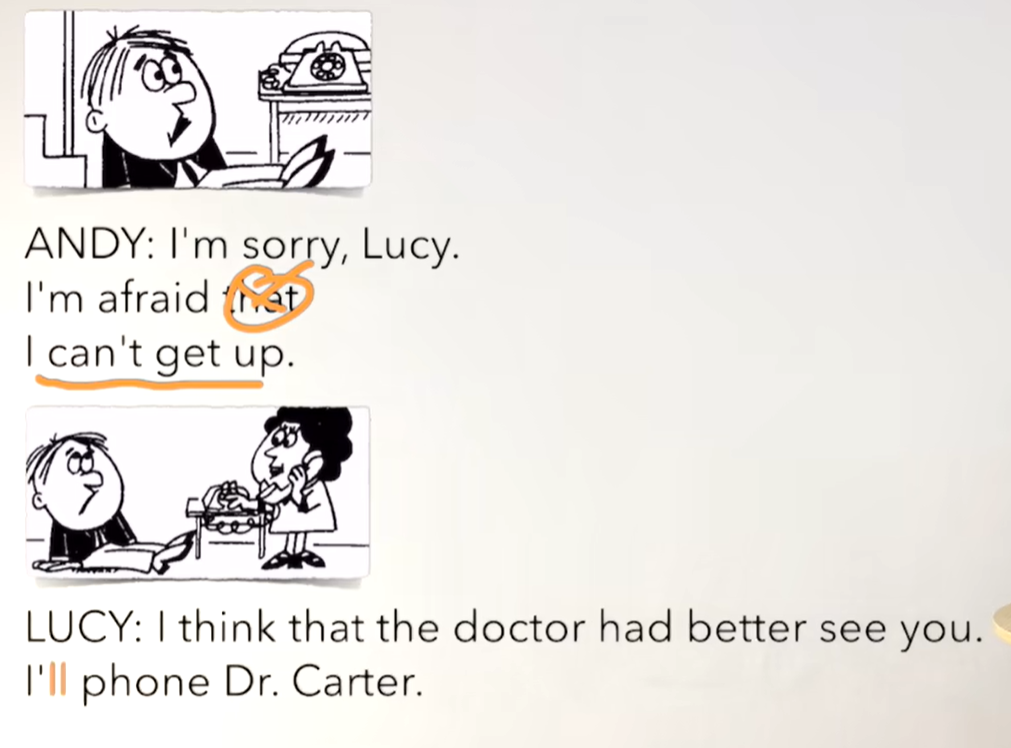 ANDY: I'm sorry, Lucy.
I'm afraid that
I can't get up.
LUCY: I think that the doctor had better see you.
I'll phone Dr. Carter.